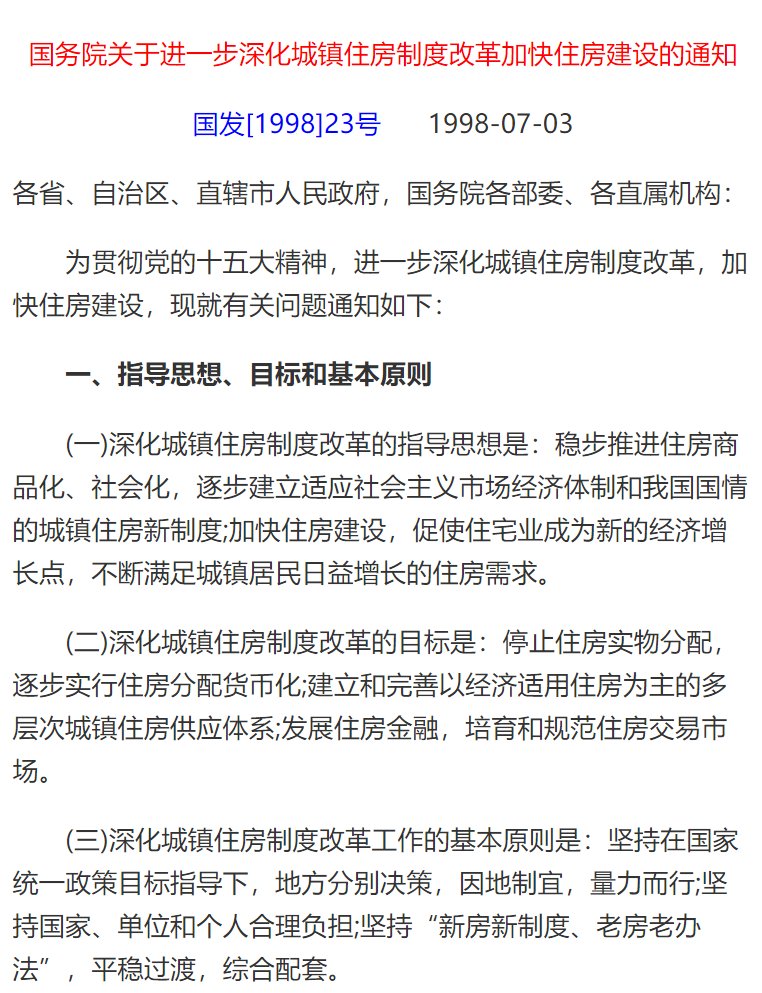 国务院关于进一步深化城镇住房制度改革加快住房建设的通知
国发[1998]23号 1998-07-03
各省、自治区、直辖市人民政府，国务院各部委、各直属机构：
为贯彻党的十五大精神，进一步深化城镇住房制度改革，加
快住房建设，现就有关问题通知如下：
一、指导思想、目标和基本原则
(一)深化城镇住房制度改革的指导思想是：稳步推进住房商
品化、社会化，逐步建立适应社会主义市场经济体制和我国国情
的城镇住房新制度;加快住房建设，促使住宅业成为新的经济增
长点，不断满足城镇居民日益增长的住房需求。
(二)深化城镇住房制度改革的目标是：停止住房实物分配，
逐步实行住房分配货币化;建立和完善以经济适用住房为主的多
层次城镇住房供应体系;发展住房金融，培育和规范住房交易市
场。
(三)深化城镇住房制度改革工作的基本原则是：坚持在国家
统一政策目标指导下，地方分别决策，因地制宜，量力而行;坚
持国家、单位和个人合理负担;坚持“新房新制度、老房老办
法”，平稳过渡，综合配套。